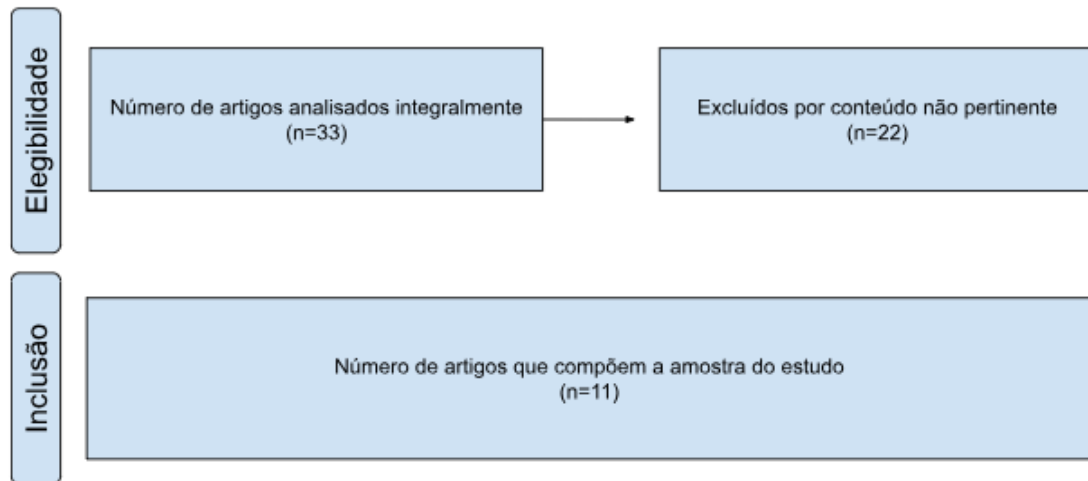 Elegibilidade
Número de artigos analisados integralmente
(n=33)
Excluídos por conteúdo não pertinente
(n=22)
Inclusão
Número de artigos que compõem a amostra do estudo
(n=11)